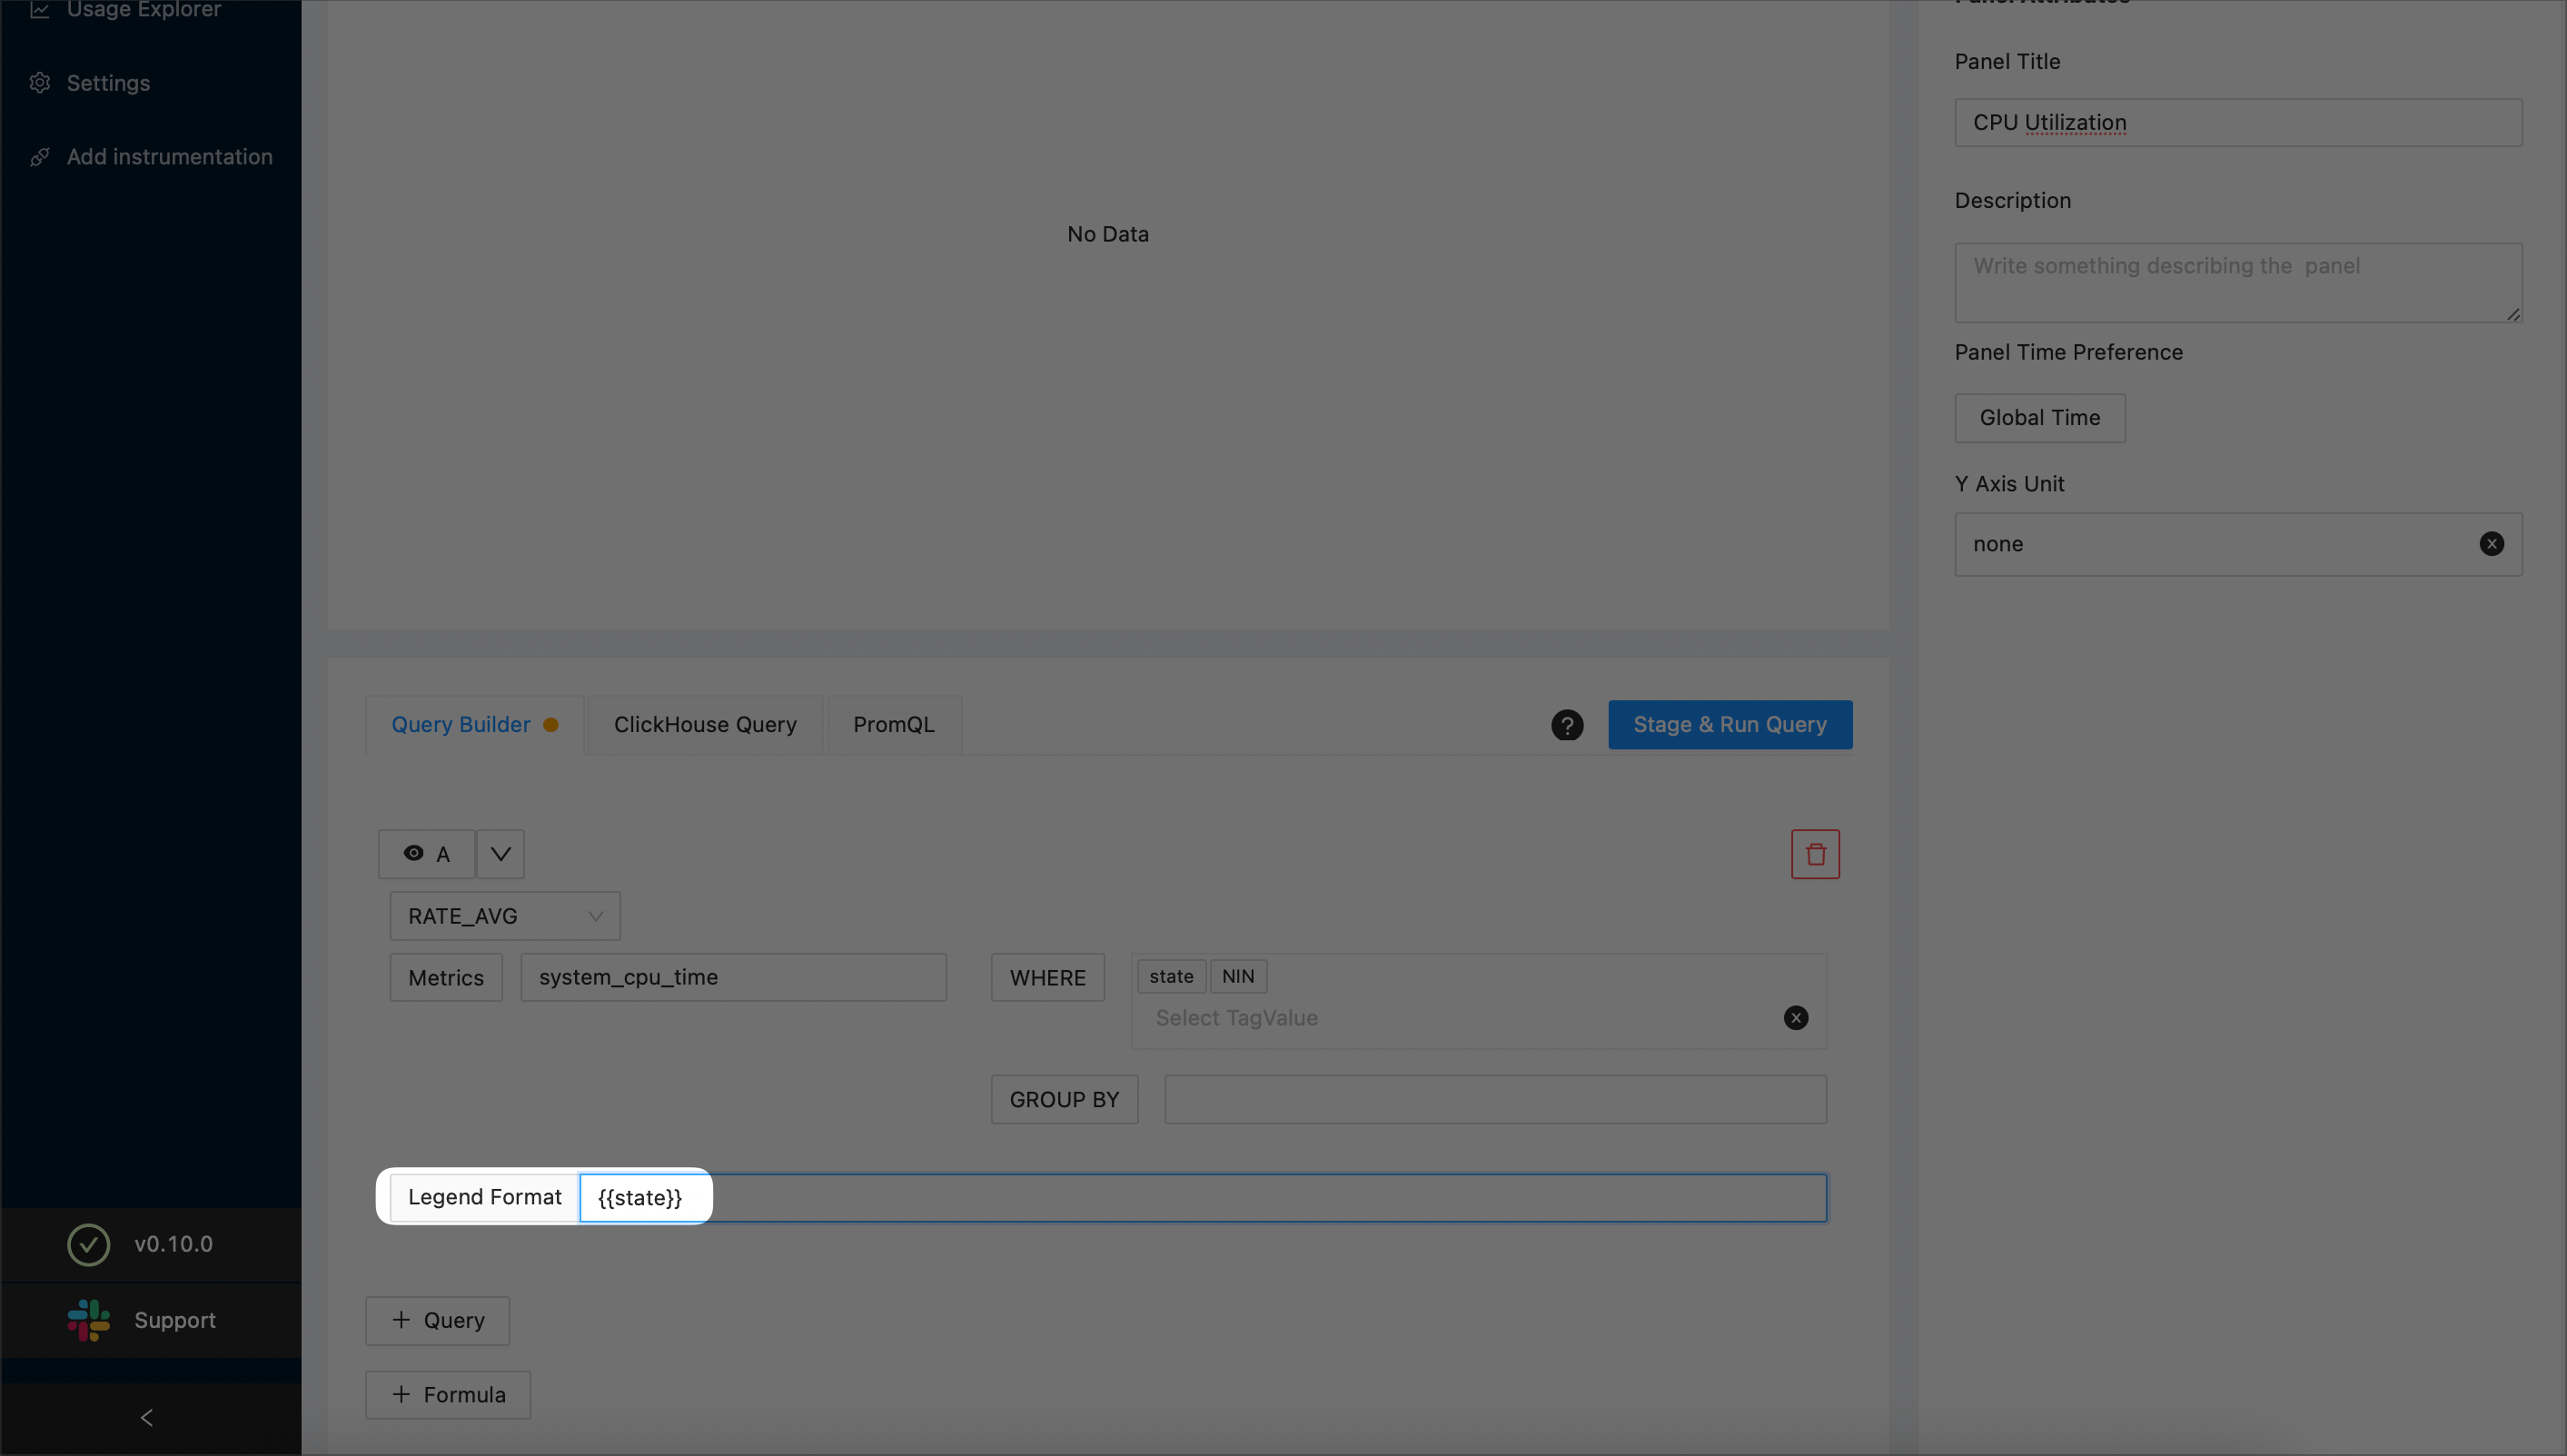 Usage Explorer
Settings
Add instrumentation
v0.10.0
Support
No Data
Query Builder
ClickHouse Query
PromQL
?
Stage & Run Query
A
RATE_AVG
Metrics
system_cpu_time
WHERE
state
NIN
Select TagValue
GROUP BY
Legend Format
{{state}}
+ Query
+ Formula
Panel Attributes
Panel Title
CPU Utilization
Description
Write something describing the  panel
Panel Time Preference
Global Time
Y Axis Unit
none